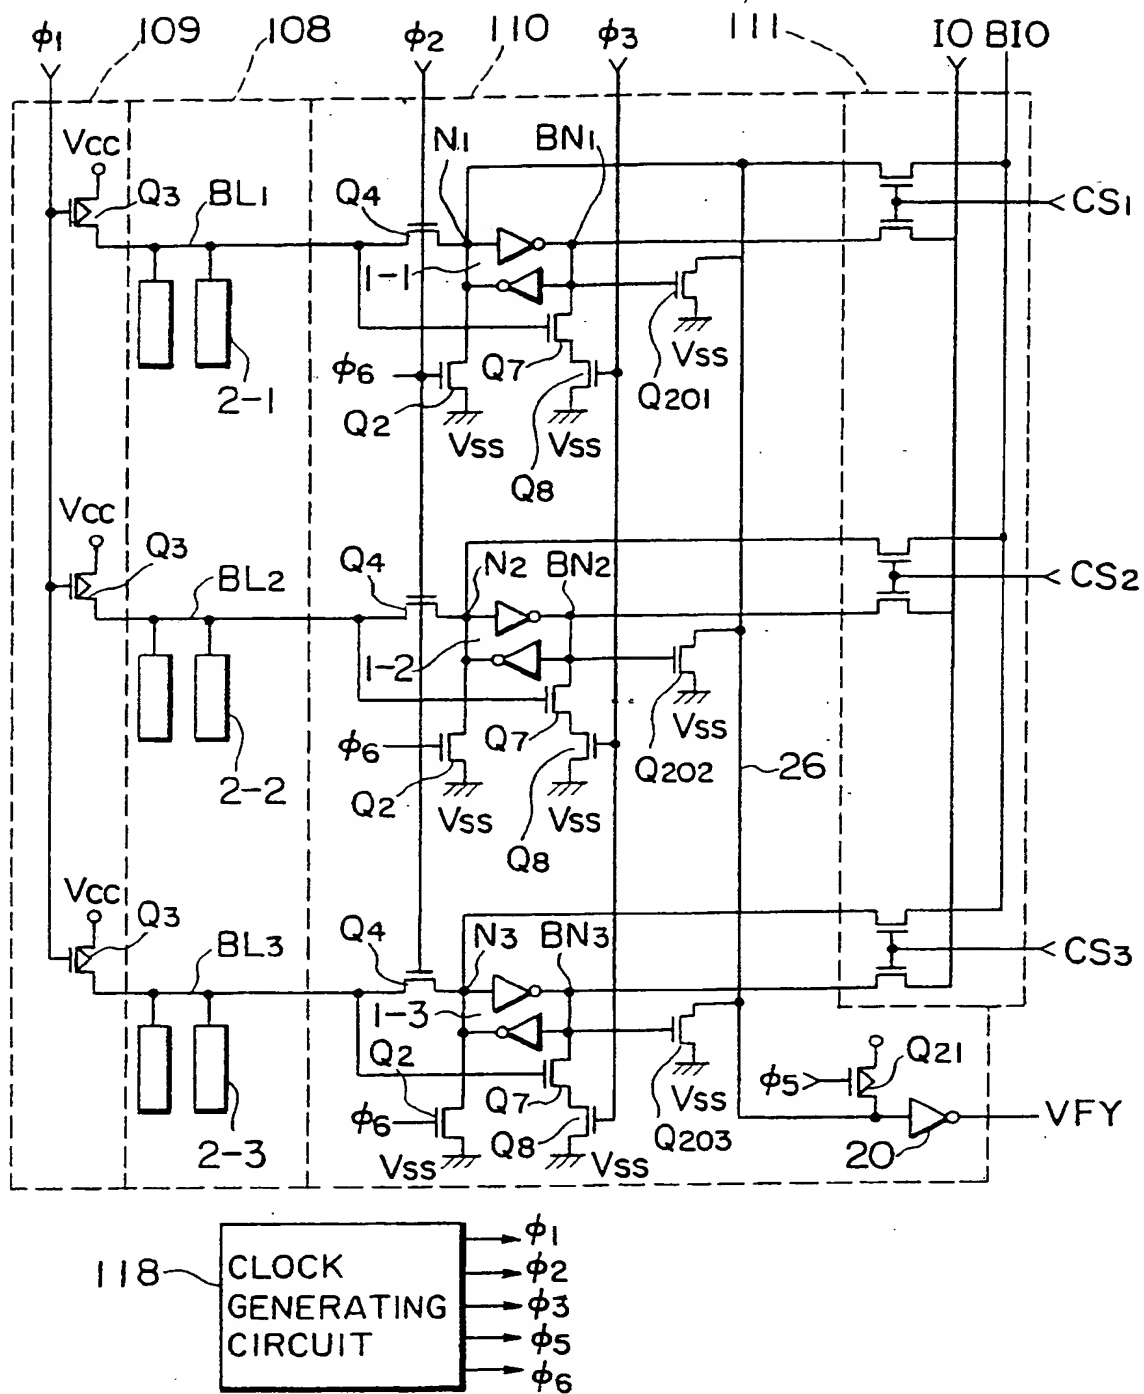 ϕ1 109 108 ϕ2 110 ϕ3 111 IO BIO
Vcc N1 BN1
Q3 BL1 Q4 CS1
1-1
2-1 ϕ6 Q2 Vss Q7 Vss Q8 Vss Q201
Vcc
Q3 BL2 Q4 N2 BN2 CS2
1-2
2-2 ϕ6 Q2 Vss Q7 Vss Q8 Vss Q202 26
Vcc
Q3 BL3 Q4 N3 BN3 CS3
1-3
Q2 Q7 Vss ϕ5 Q21
2-3 ϕ6 Vss Q8 Vss Q203 20 VFY
118 CLOCK
GENERATING
CIRCUIT
ϕ1
ϕ2
ϕ3
ϕ5
ϕ6